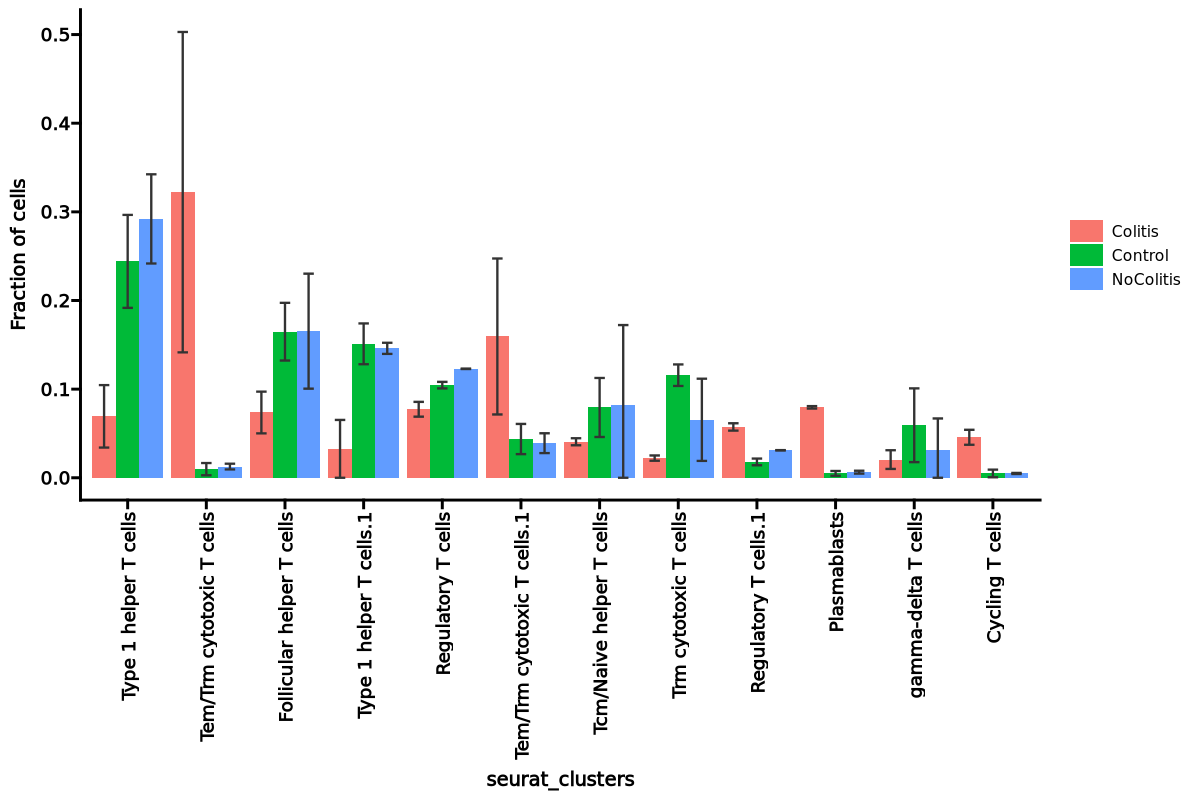 Fraction of cells
0.5
0.4
0.3
0.2
0.1
0.0
Type 1 helper T cells
Tem/Trm cytotoxic T cells
Follicular helper T cells
Type 1 helper T cells.1
Regulatory T cells
Tem/Trm cytotoxic T cells.1
Tcm/Naive helper T cells
Trm cytotoxic T cells
Regulatory T cells.1
Plasmablasts
gamma-delta T cells
Cycling T cells
seurat_clusters
Colitis
Control
NoColitis